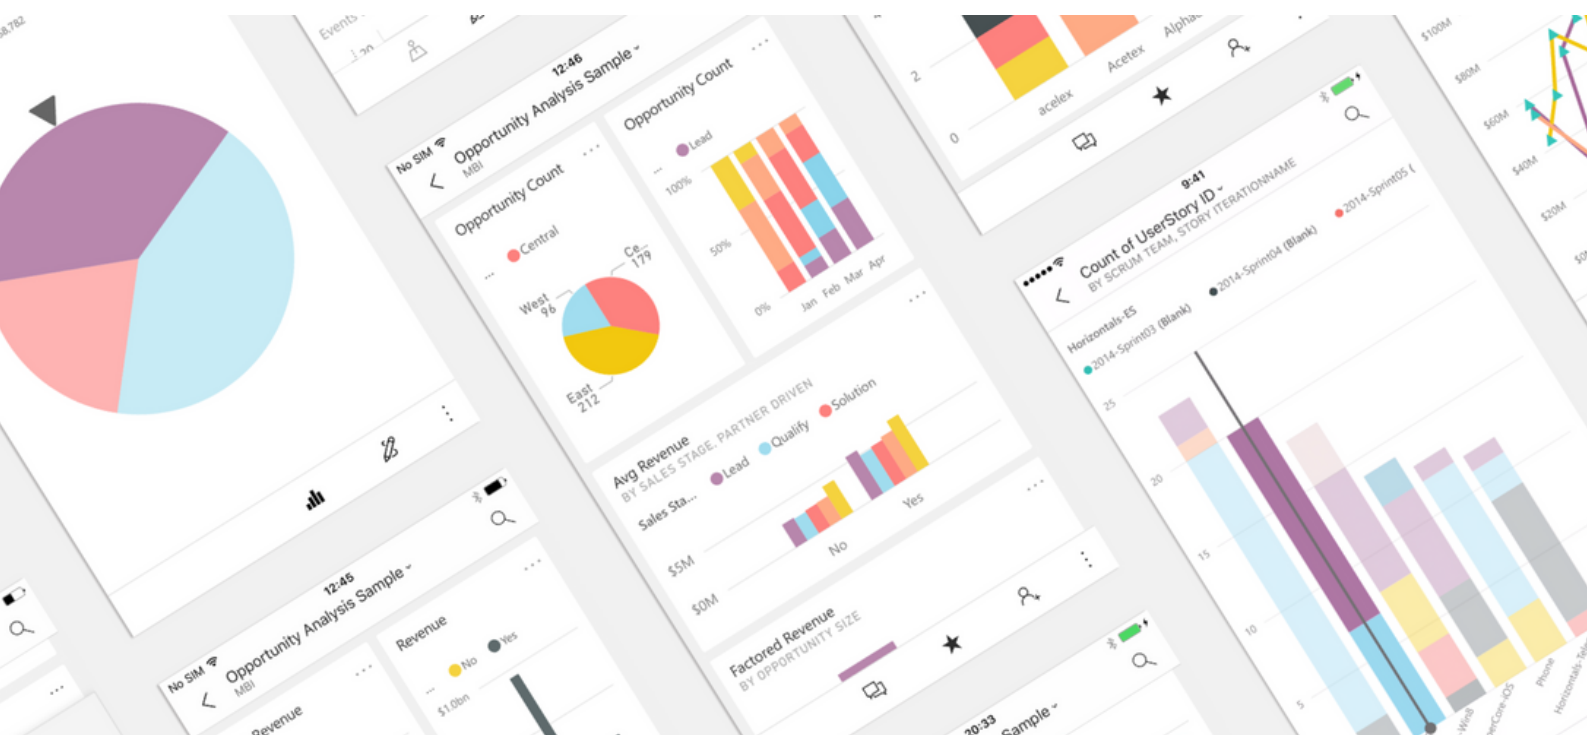 58,782
Events
12:46
Opportunity Analysis Sample
No SIM
MBI
Opportunity Count
Central
...
Ce...
179
West
96
East
212
Opportunity Count
Lead
...
100%
50%
0%
Jan
Feb
Mar
Apr
Avg Revenue
BY SALES STAGE, PARTNER DRIVEN
Sales Sta...
Lead
Qualify
Solution
$5M
$0M
No
Yes
Factored Revenue
BY OPPORTUNITY SIZE
12:45
Opportunity Analysis Sample
No SIM
MBI
Revenue
Revenue
No
Yes
...
$1.0bn
20:33
Sample
2
0
acelex
Acetex
9:41
Count of UserStory ID
BY SCRUM TEAM, STORY ITERATIONNAME
Horizontals-ES
2014-Sprint03 (Blank)
2014-Sprint04 (Blank)
2014-Sprint05 (
25
20
15
10
5
Phone
$100M
$80M
$60M
$40M
$20M